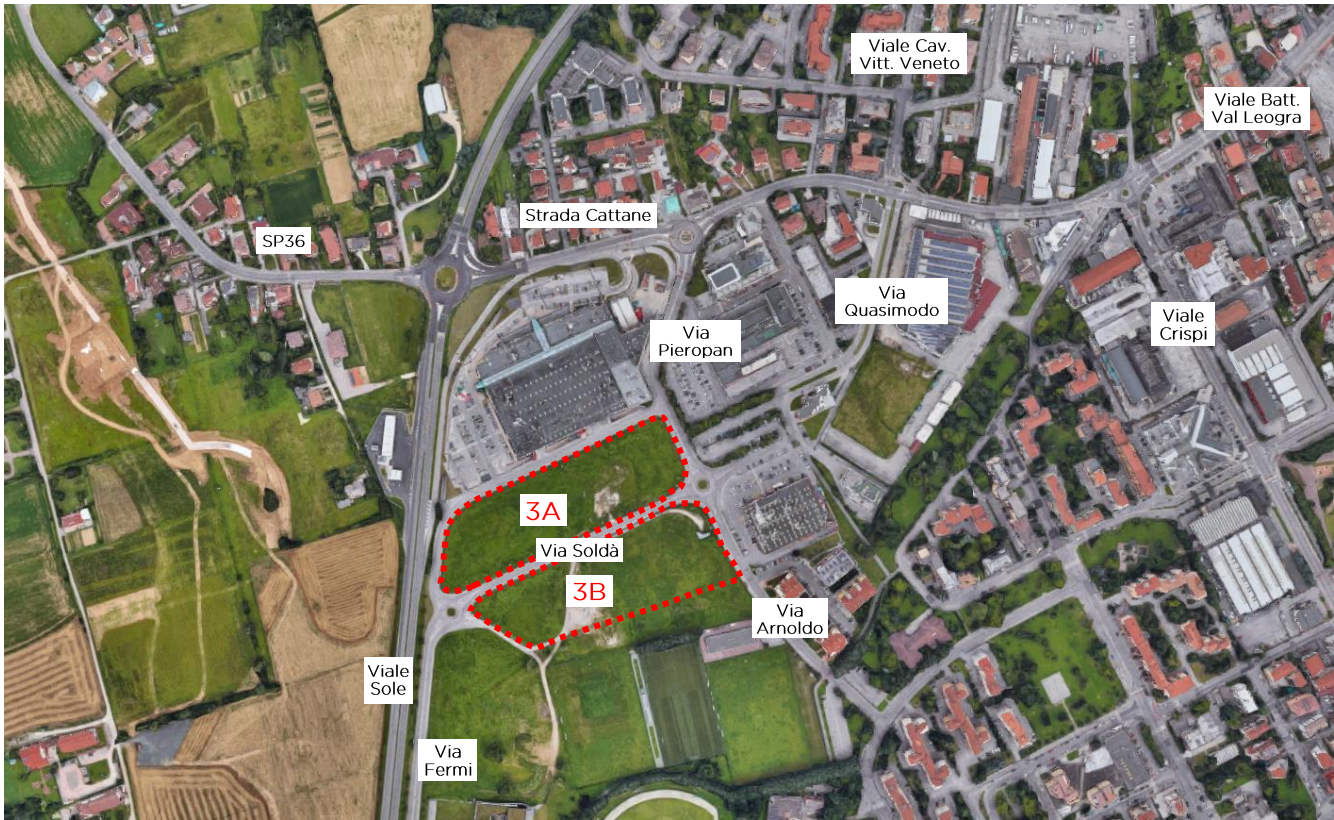 Viale Cav.
Vitt. Veneto
Viale Batt.
Val Leogra
Strada Cattane
SP36
Via
Quasimodo
Viale
Crispi
Via
Pieropan
3A
Via Soldà
3B
Via
Arnoldo
Viale
Sole
Via
Fermi